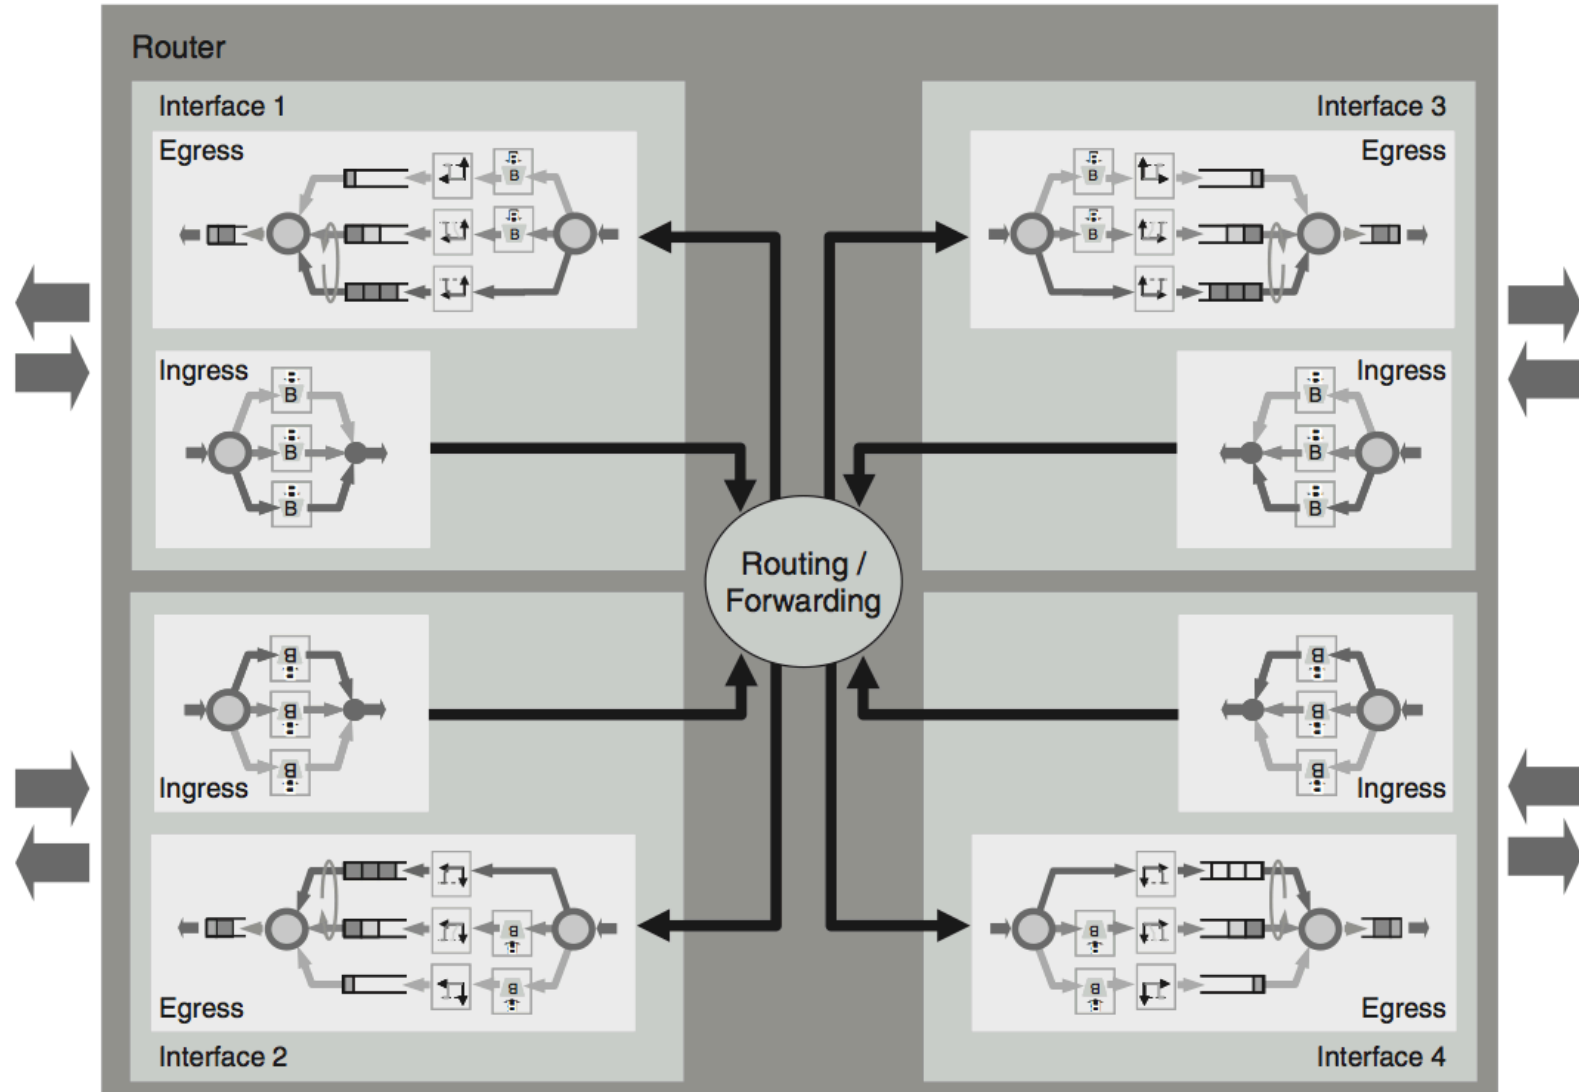 Router
Interface 1
Egress
B
B
Ingress
B
B
B
Interface 3
Egress
B
B
Ingress
B
B
B
Routing /
Forwarding
B
B
B
Ingress
B
B
Egress
Interface 2
B
B
B
Ingress
B
B
Egress
Interface 4